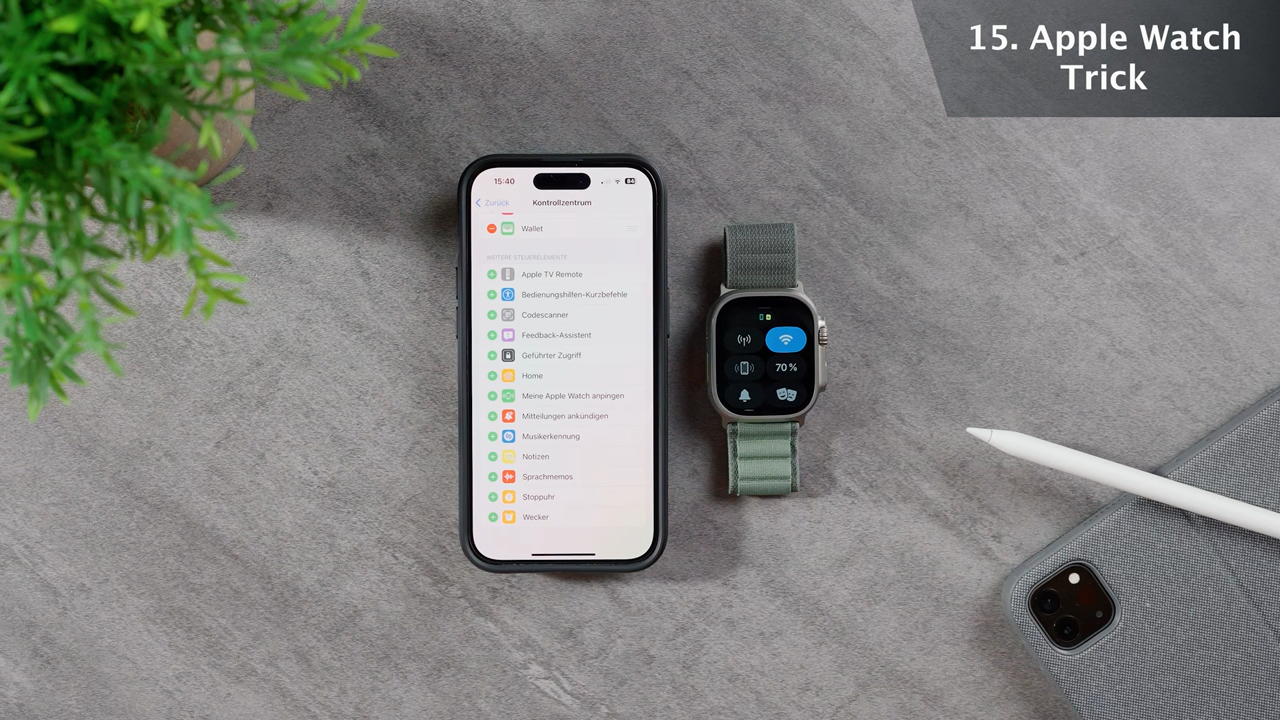 15. Apple Watch
Trick
15:40
84
Zurück
Kontrollzentrum
Wallet
WEITERE STEUERELEMENTE
Apple TV Remote
Bedienungshilfen-Kurzbefehle
Codescanner
Feedback-Assistent
Geführter Zugriff
Home
Meine Apple Watch anpingen
Mitteilungen ankündigen
Musikerkennung
Notizen
Sprachmemos
Stoppuhr
Wecker
70 %